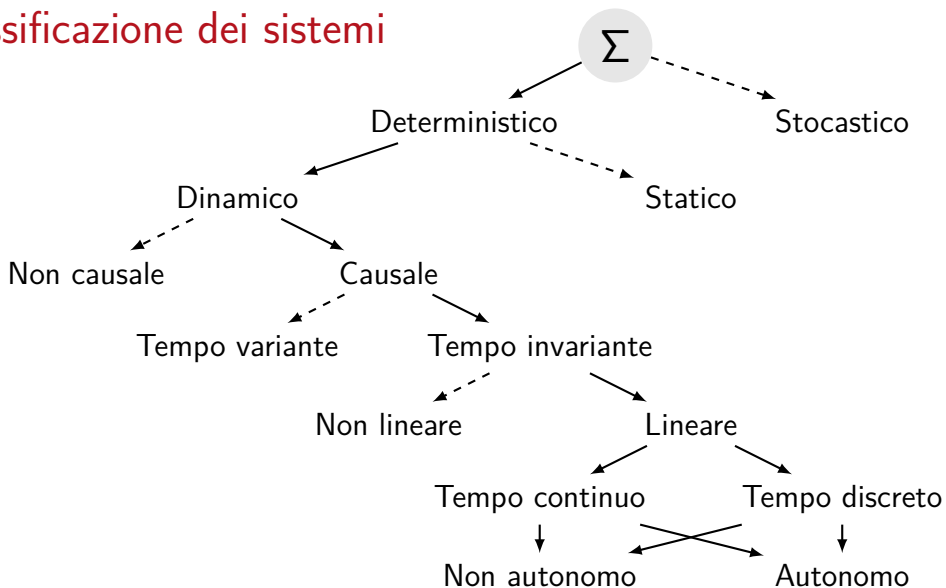 ssificazione dei sistemi
Σ
Deterministico Stocastico
Dinamico Statico
Non causale Causale
Tempo variante Tempo invariante
Non lineare Lineare
Tempo continuo Tempo discreto
Non autonomo Autonomo